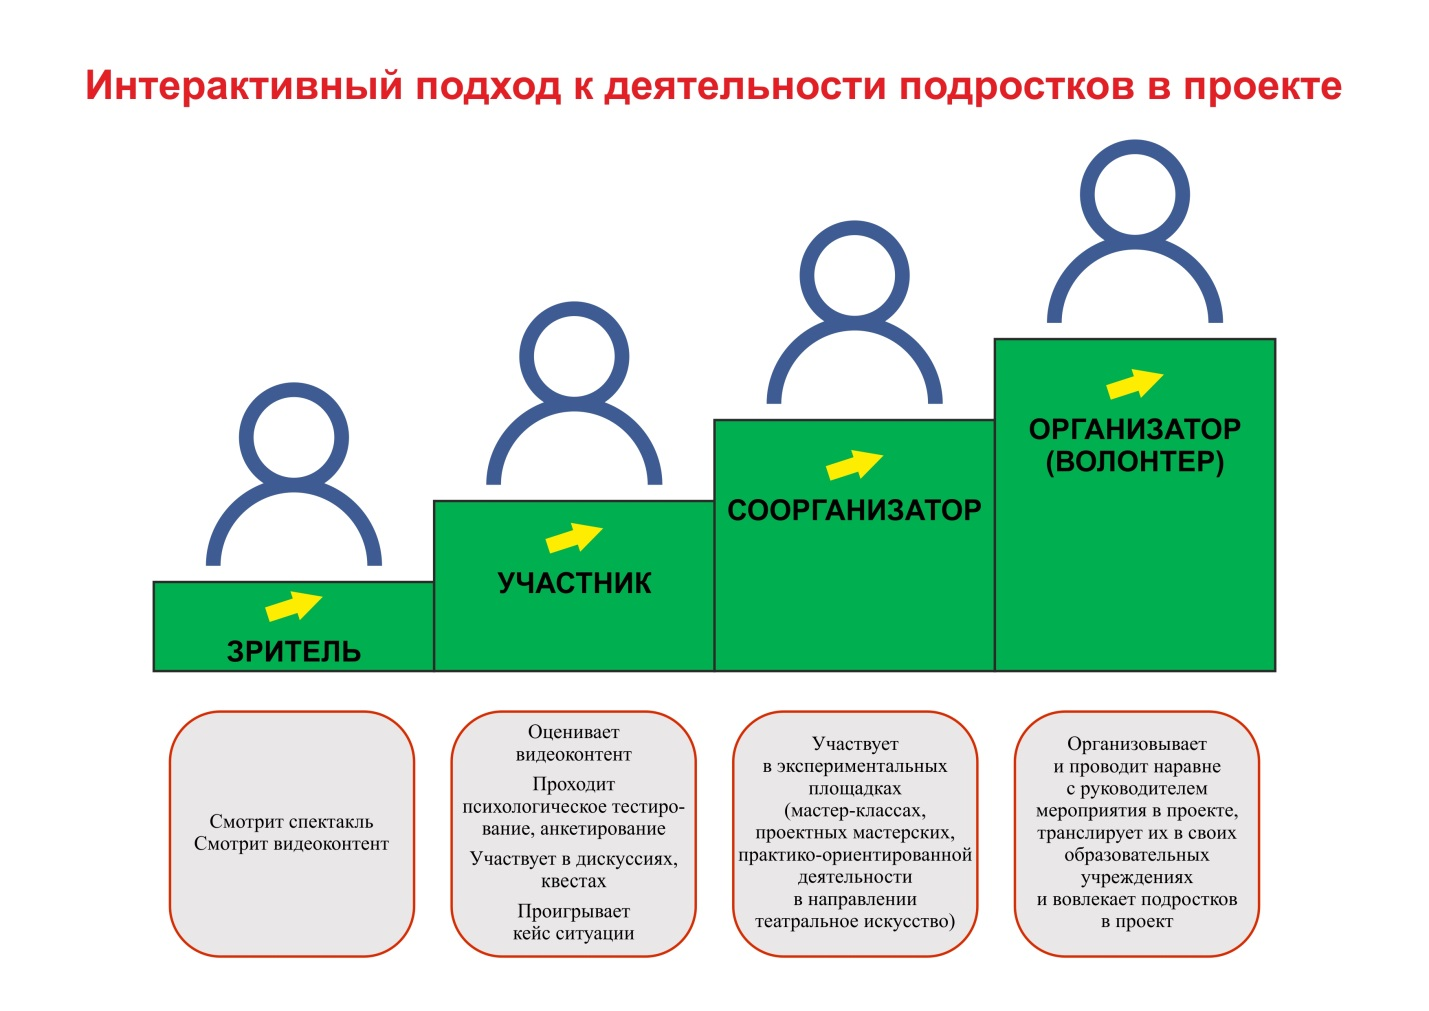 Интерактивный подход к деятельности подростков в проекте
ЗРИТЕЛЬ
УЧАСТНИК
СООРГАНИЗАТОР
ОРГАНИЗАТОР
(ВОЛОНТЕР)
Смотрит спектакль
Смотрит видеоконтент
Оценивает
видеоконтент
Проходит
психологическое тестиро-
вание, анкетирование
Участвует в дискуссиях,
квестах
Проигрывает
кейс ситуации
Участвует
в экспериментальных
площадках
(мастер-классах,
проектных мастерских,
практико-ориентированной
деятельности
в направлении
театральное искусство)
Организовывает
и проводит наравне
с руководителем
мероприятия в проекте,
транслирует их в своих
образовательных
учреждениях
и вовлекает подростков
в проект